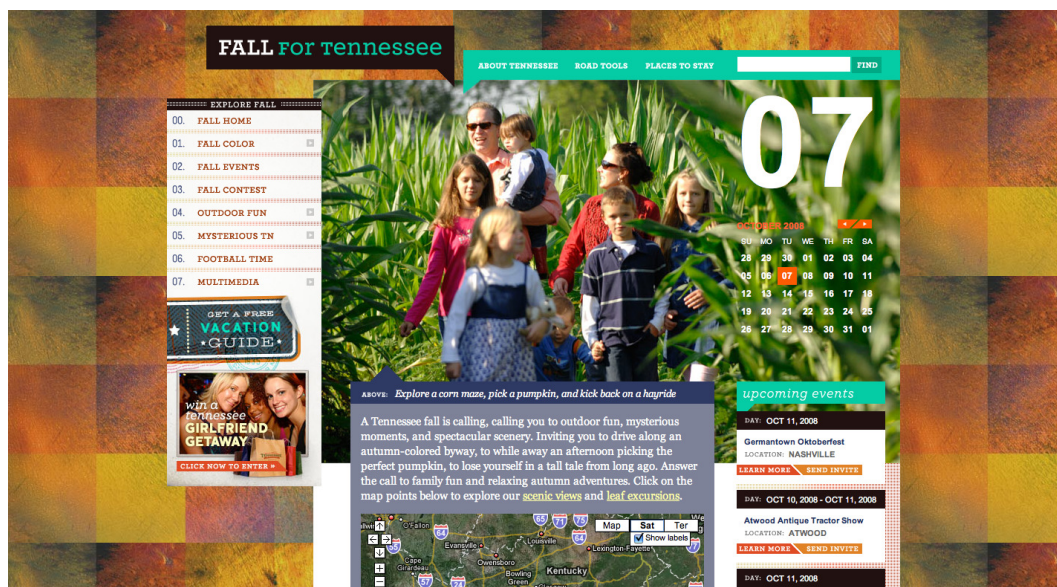 FALL FOR TENNESSEE
ABOUT TENNESSEE ROAD TOOLS PLACES TO STAY FIND
EXPLORE FALL
00. FALL HOME
01. FALL COLOR
02. FALL EVENTS
03. FALL CONTEST
04. OUTDOOR FUN
05. MYSTERIOUS TN
06. FOOTBALL TIME
07. MULTIMEDIA
GET A FREE
VACATION
GUIDE
win a
tennessee
GIRLFRIEND
GETAWAY
CLICK NOW TO ENTER »
07
OCTOBER 2008
SU MO TU WE TH FR SA
28 29 30 01 02 03 04
05 06 07 08 09 10 11
12 13 14 15 16 17 18
19 20 21 22 23 24 25
26 27 28 29 30 31 01
ABOVE: Explore a corn maze, pick a pumpkin, and kick back on a hayride
A Tennessee fall is calling, calling you to outdoor fun, mysterious
moments, and spectacular scenery. Inviting you to drive along an
autumn-colored byway, to while away an afternoon picking the
perfect pumpkin, to lose yourself in a tall tale from long ago. Answer
the call to family fun and relaxing autumn adventures. Click on the
map points below to explore our scenic views and leaf excursions.
Map Sat Ter
Show labels
O'Fallon
64
65
71
75
64
Louisville
Evansville
Lexington-Fayette
55
Cape
Girardeau
Owensboro
Bowling
Green
Kentucky
57
24
upcoming events
DAY: OCT 11, 2008
Germantown Oktoberfest
LOCATION: NASHVILLE
LEARN MORE SEND INVITE
DAY: OCT 10, 2008 - OCT 11, 2008
Atwood Antique Tractor Show
LOCATION: ATWOOD
LEARN MORE SEND INVITE
DAY: OCT 11, 2008